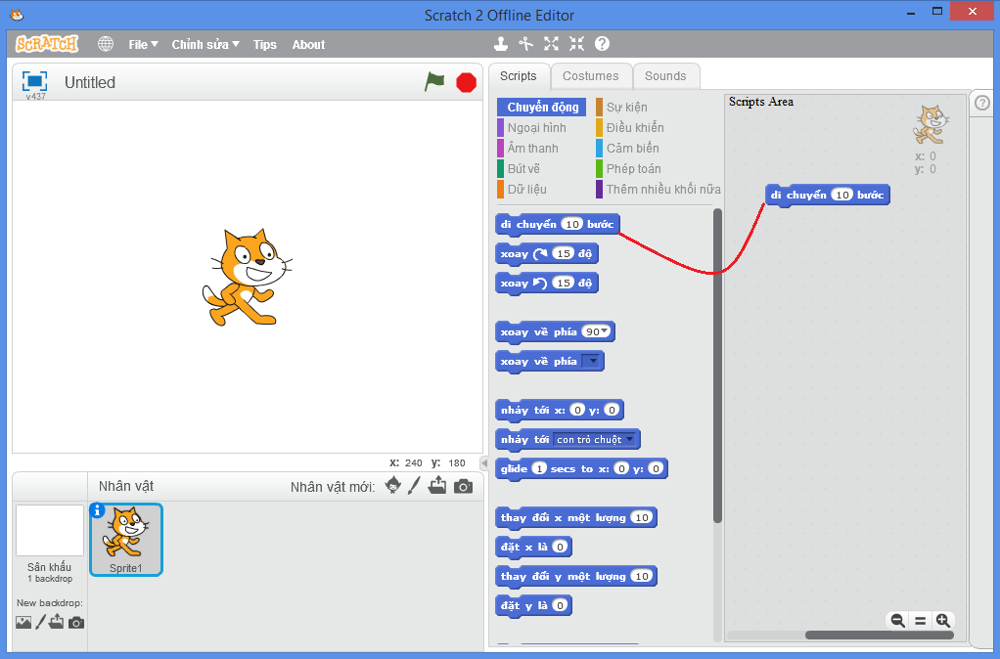 Scratch 2 Offline Editor
SCRATCH File Chỉnh sửa Tips About
v437 Untitled
Scripts Costumes Sounds
Chuyển động Sự kiện
Ngoại hình Điều khiển
Âm thanh Cảm biến
Bút vẽ Phép toán
Dữ liệu Thêm nhiều khối nữa
di chuyển 10 bước
xoay 15 độ
xoay 15 độ
xoay về phía 90
xoay về phía
nhảy tới x: 0 y: 0
nhảy tới con trỏ chuột
glide 1 secs to x: 0 y: 0
thay đổi x một lượng 10
đặt x là 0
thay đổi y một lượng 10
đặt y là 0
Scripts Area
x: 0
y: 0
di chuyển 10 bước
x: 240 y: 180
Nhân vật Nhân vật mới:
Sprite1
Sân khấu
1 backdrop
New backdrop: